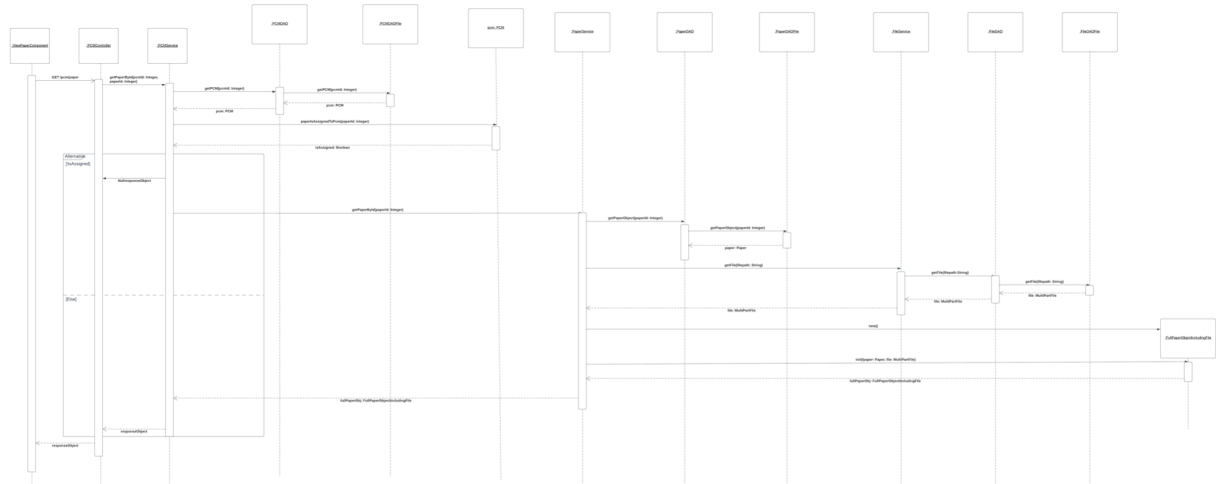 :PCMDAO
:PCMDAOFile
pcm: PCM
:PaperService
:PaperDAO
:PaperDAOFile
:FileService
:FileDAO
:FileDAOFile
:ViewPaperComponent
:PCMController
:PCMService
GET /pcm/paper
getPaperById(pcmId: Integer,
paperId: Integer)
getPCM(pcmId: Integer)
getPCM(pcmId: Integer)
pcm: PCM
pcm: PCM
paperIsAssignedToPcm(paperId: Integer)
isAssigned: Boolean
Alternative
[!isAssigned]
NullResponseObject
getPaperById(paperId: Integer)
getPaperObject(paperId: Integer)
getPaperObject(paperId: Integer)
paper: Paper
getFile(filepath: String)
getFile(filepath:String)
getFile(filepath: String)
file: MultiPartFile
file: MultiPartFile
file: MultiPartFile
[Else]
new()
:FullPaperObjectIncludingFile
init(paper: Paper, file: MultiPartFile)
fullPaperObj: FullPaperObjectIncludingFile
fullPaperObj: FullPaperObjectIncludingFile
responseObject
responseObject